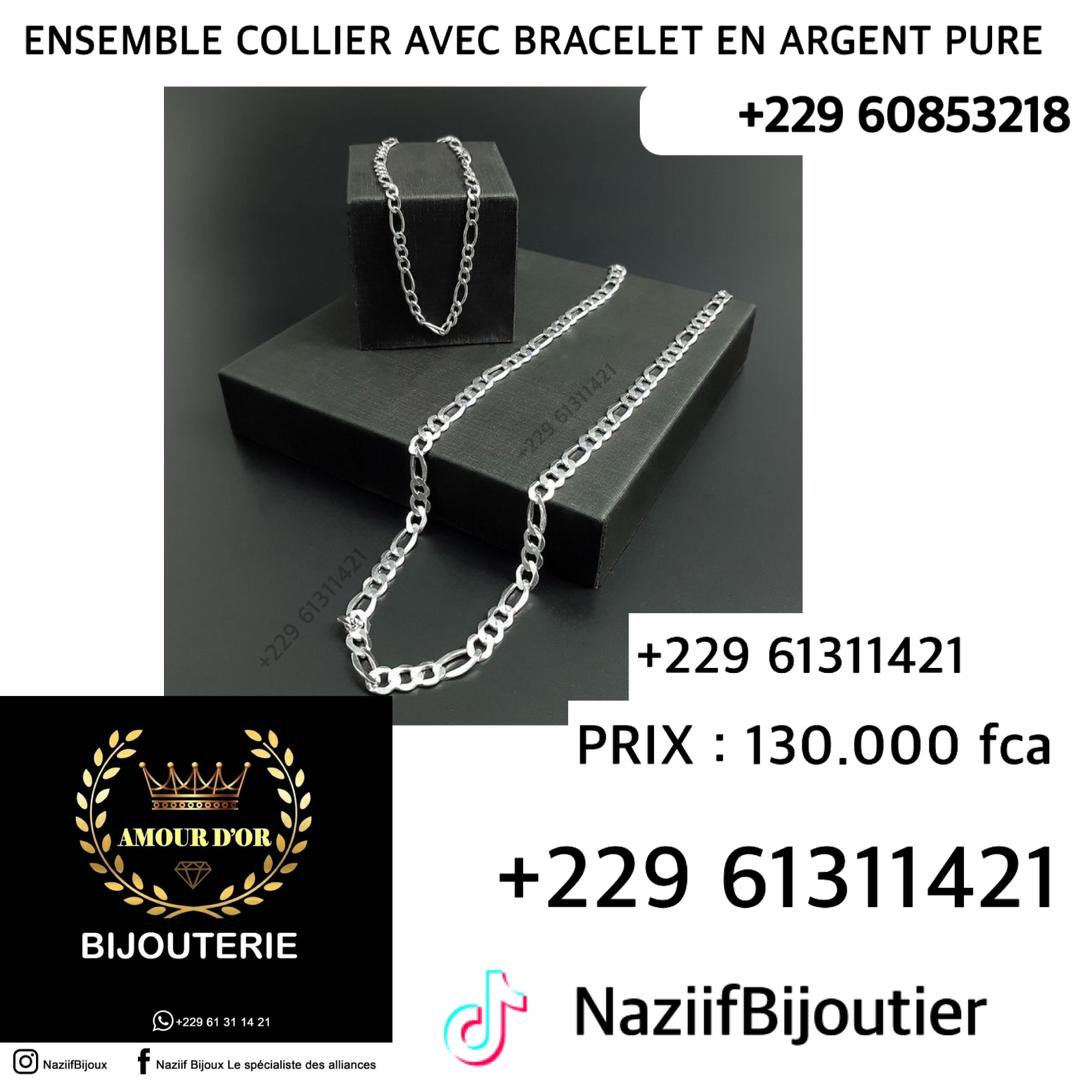 ENSEMBLE COLLIER AVEC BRACELET EN ARGENT PURE
+229 60853218
+229 61311421
+229 61311421
+229 61311421
PRIX : 130.000 fca
+229 61311421
AMOUR D'OR
BIJOUTERIE
+229 61 31 14 21
NaziifBijoux
Naziif Bijoux Le spécialiste des alliances
NaziifBijoutier